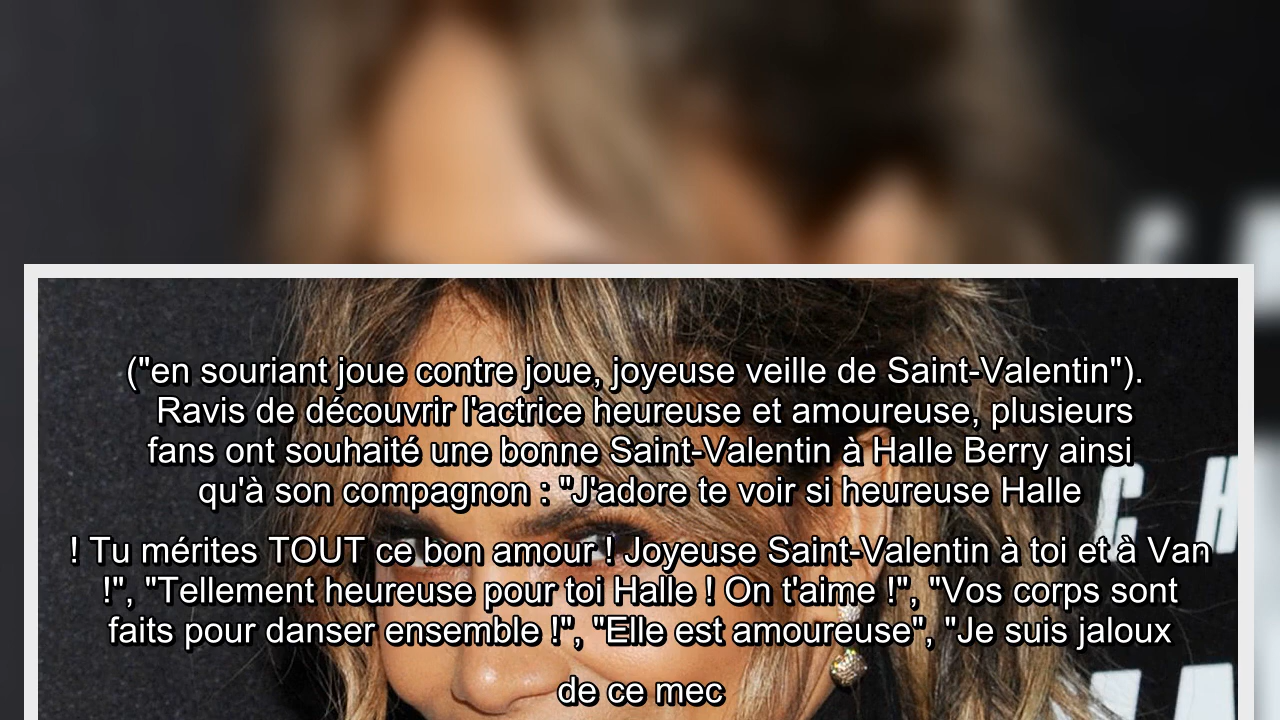 ("en souriant joue contre joue, joyeuse veille de Saint-Valentin").
Ravis de découvrir l'actrice heureuse et amoureuse, plusieurs
fans ont souhaité une bonne Saint-Valentin à Halle Berry ainsi
qu'à son compagnon : "J'adore te voir si heureuse Halle
! Tu mérites TOUT ce bon amour ! Joyeuse Saint-Valentin à toi et à Van
!", "Tellement heureuse pour toi Halle ! On t'aime !", "Vos corps sont
faits pour danser ensemble !", "Elle est amoureuse", "Je suis jaloux
de ce mec
C H